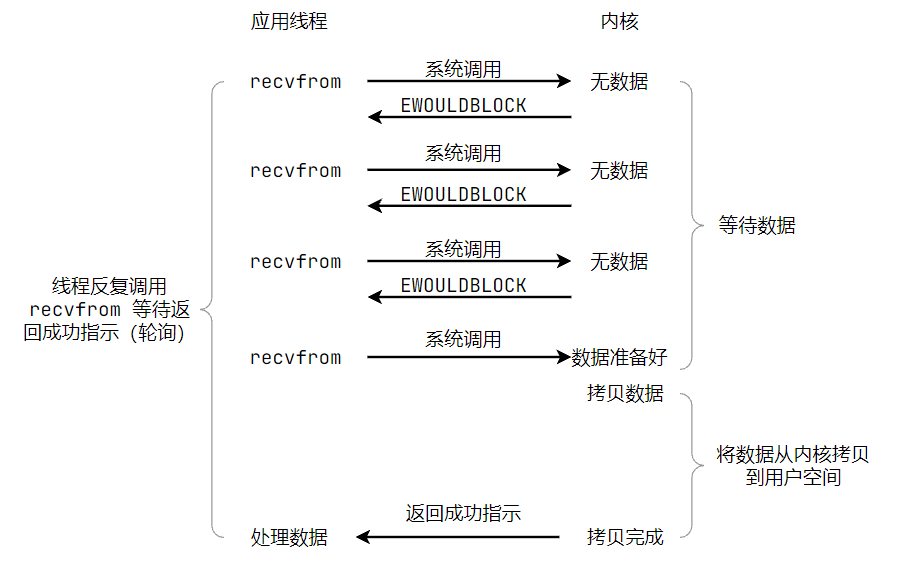 应用线程
内核
recvfrom
系统调用
无数据
EWOULDBLOCK
recvfrom
系统调用
无数据
EWOULDBLOCK
recvfrom
系统调用
无数据
EWOULDBLOCK
recvfrom
系统调用
数据准备好
等待数据
线程反复调用
recvfrom 等待返
回成功指示（轮询）
拷贝数据
将数据从内核拷贝
到用户空间
处理数据
返回成功指示
拷贝完成